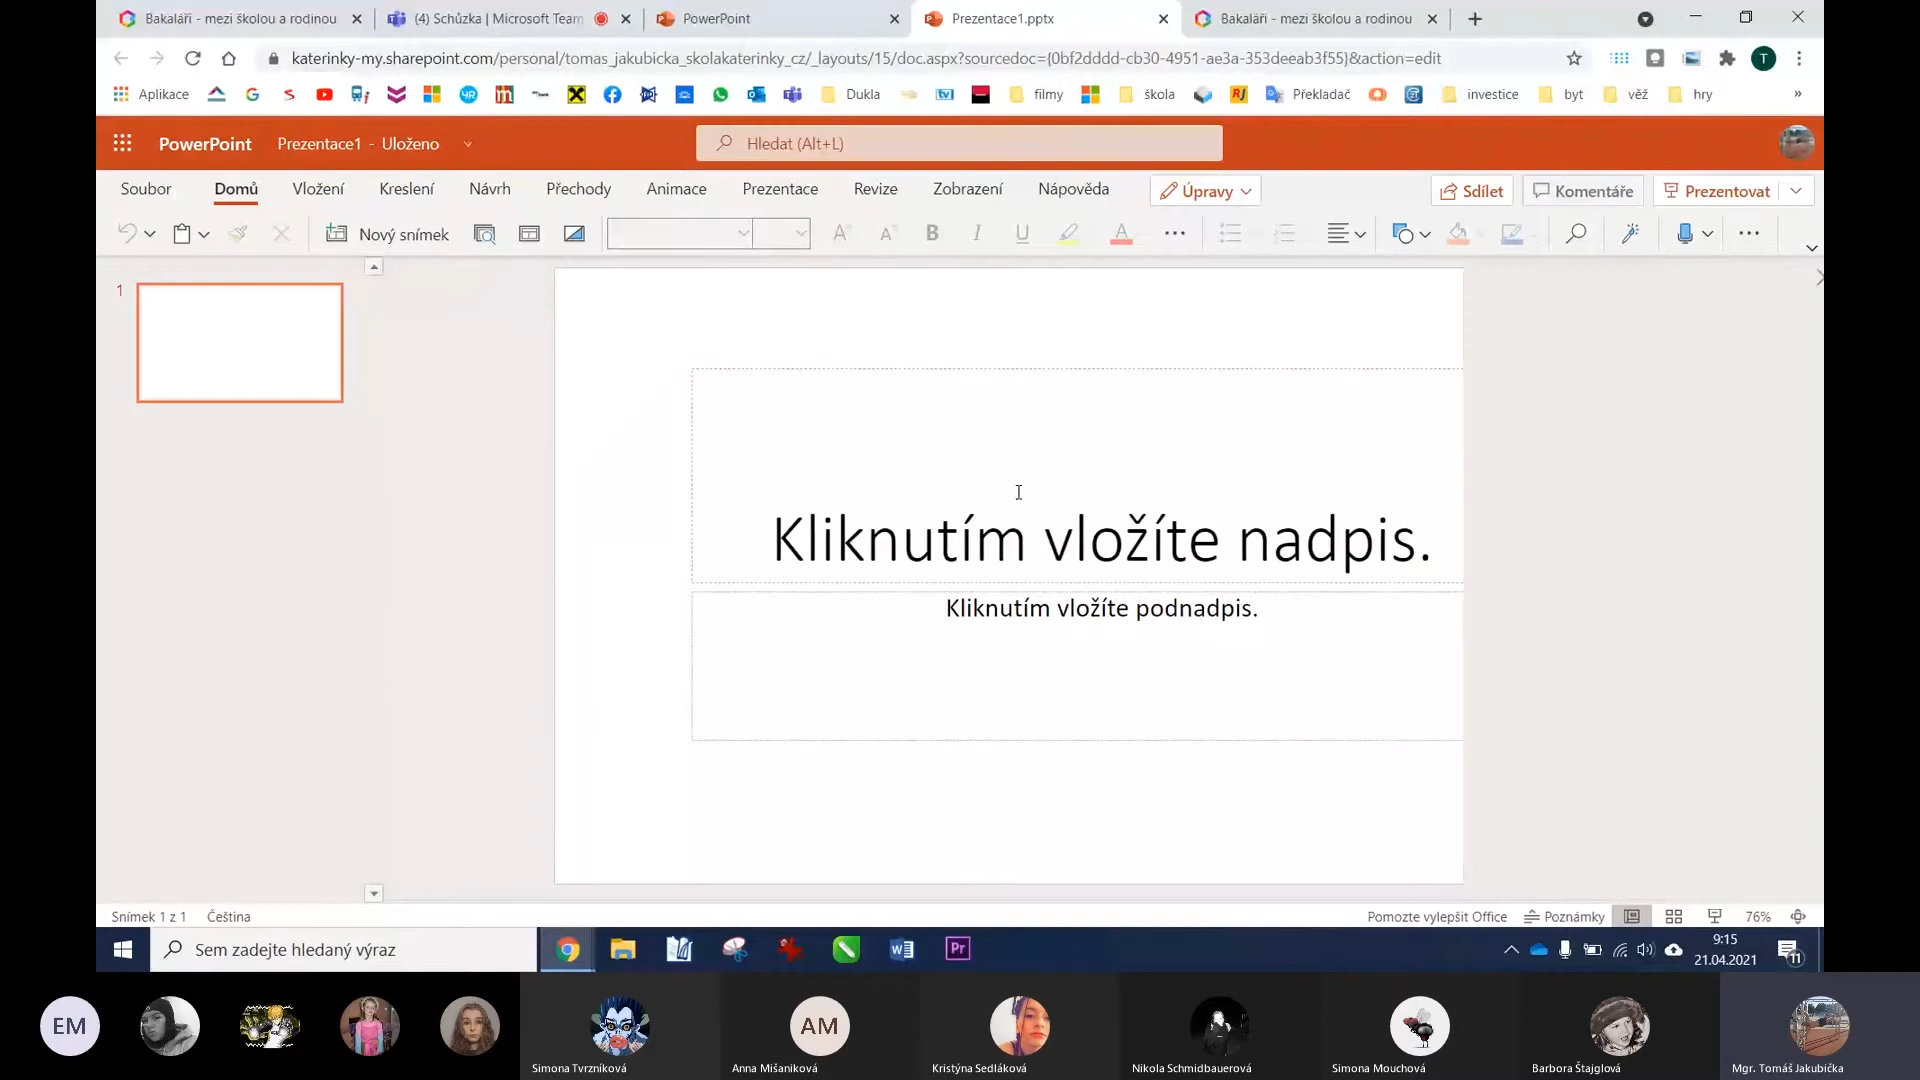 Bakaláři - mezi školou a rodinou
(4) Schůzka | Microsoft Team
PowerPoint
Prezentace1.pptx
Bakaláři - mezi školou a rodinou
katerinky-my.sharepoint.com/personal/tomas_jakubicka_skolakaterinky_cz/_layouts/15/doc.aspx?sourcedoc={0bf2dddd-cb30-4951-ae3a-353deeab3f55}&action=edit
T
Aplikace
Dukla
filmy
škola
Překladač
investice
byt
věž
hry
»
PowerPoint
Prezentace1 - Uloženo
Hledat (Alt+L)
Soubor
Domů
Vložení
Kreslení
Návrh
Přechody
Animace
Prezentace
Revize
Zobrazení
Nápověda
Úpravy
Sdílet
Komentáře
Prezentovat
Nový snímek
1
Kliknutím vložíte nadpis.
Kliknutím vložíte podnadpis.
Snímek 1 z 1
Čeština
Pomozte vylepšit Office
Poznámky
76%
Sem zadejte hledaný výraz
Pr
9:15
21.04.2021
11
EM
AM
Simona Tvrzníková
Anna Mišaniková
Kristýna Sedláková
Nikola Schmidbauerová
Simona Mouchová
Barbora Štajglová
Mgr. Tomáš Jakubička